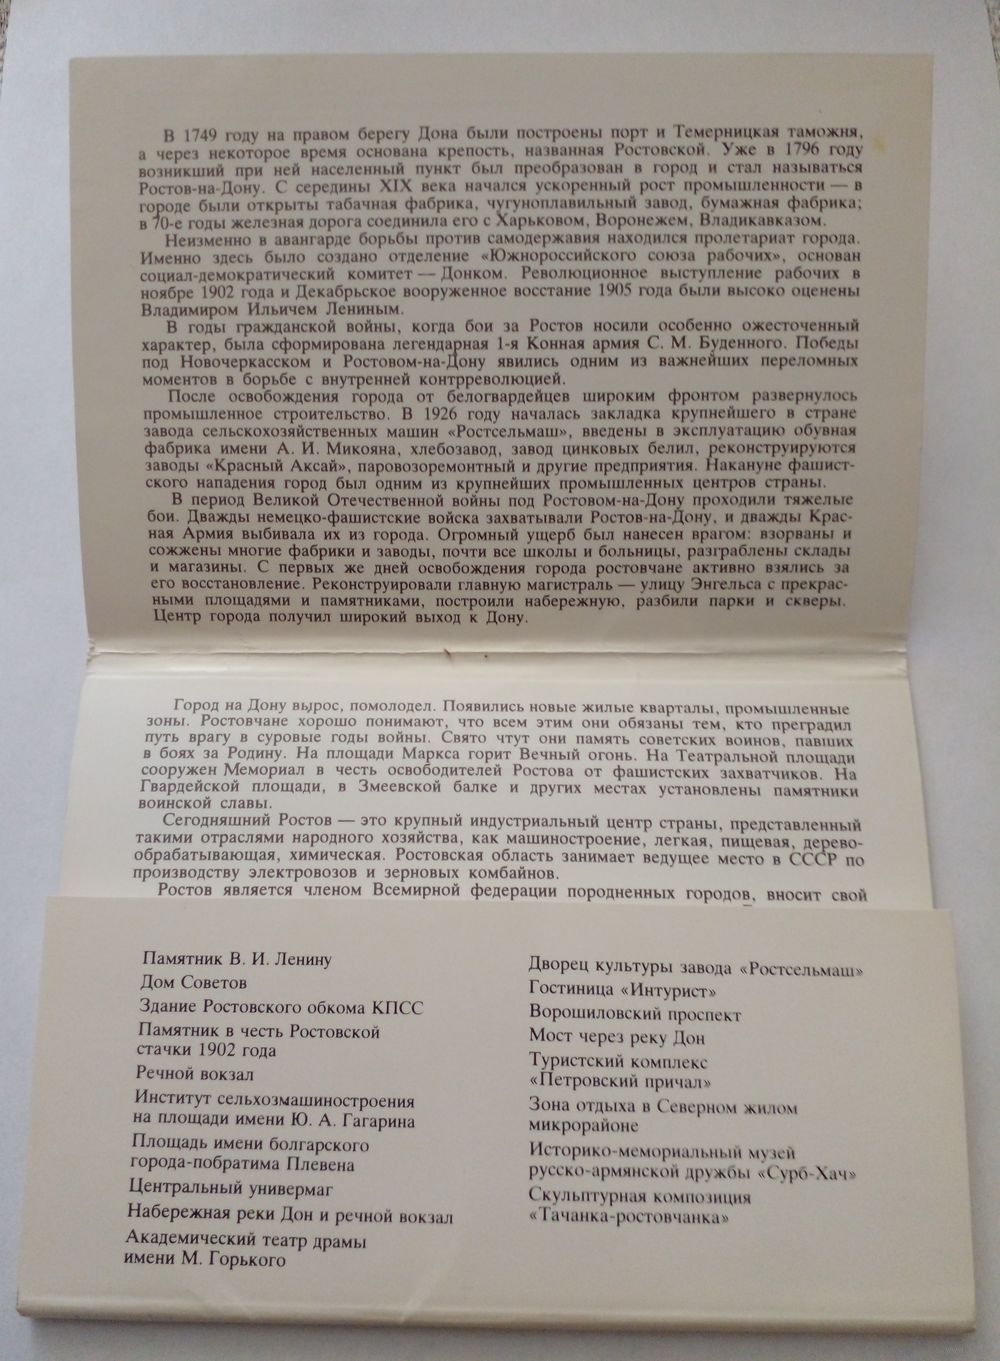 В 1749 году на правом берегу Дона были построены порт и Темерницкая таможня,
а через некоторое время основана крепость, названная Ростовской. Уже в 1796 году
возникший при ней населенный пункт был преобразован в город и стал называться
Ростов-на-Дону. С середины XIX века начался ускоренный рост промышленности — в
городе были открыты табачная фабрика, чугуноплавильный завод, бумажная фабрика;
в 70-е годы железная дорога соединила его с Харьковом, Воронежем, Владикавказом.
Неизменно в авангарде борьбы против самодержавия находился пролетариат города.
Именно здесь было создано отделение «Южнороссийского союза рабочих», основан
социал-демократический комитет — Донком. Революционное выступление рабочих в
ноябре 1902 года и Декабрьское вооруженное восстание 1905 года были высоко оценены
Владимиром Ильичем Лениным.
В годы гражданской войны, когда бои за Ростов носили особенно ожесточенный
характер, была сформирована легендарная 1-я Конная армия С. М. Буденного. Победы
под Новочеркасском и Ростовом-на-Дону явились одним из важнейших переломных
моментов в борьбе с внутренней контрреволюцией.
После освобождения города от белогвардейцев широким фронтом развернулось
промышленное строительство. В 1926 году началась закладка крупнейшего в стране
завода сельскохозяйственных машин «Ростсельмаш», введены в эксплуатацию обувная
фабрика имени А. И. Микояна, хлебозавод, завод цинковых белил, реконструируются
заводы «Красный Аксай», паровозоремонтный и другие предприятия. Накануне фашист-
ского нападения город был одним из крупнейших промышленных центров страны.
В период Великой Отечественной войны под Ростовом-на-Дону проходили тяжелые
бои. Дважды немецко-фашистские войска захватывали Ростов-на-Дону, и дважды Крас-
ная Армия выбивала их из города. Огромный ущерб был нанесен врагом: взорваны и
сожжены многие фабрики и заводы, почти все школы и больницы, разграблены склады
и магазины. С первых же дней освобождения города ростовчане активно взялись за
его восстановление. Реконструировали главную магистраль — улицу Энгельса с прекрас-
ными площадями и памятниками, построили набережную, разбили парки и скверы.
Центр города получил широкий выход к Дону.
Город на Дону вырос, помолодел. Появились новые жилые кварталы, промышленные
зоны. Ростовчане хорошо понимают, что всем этим они обязаны тем, кто преградил
путь врагу в суровые годы войны. Свято чтут они память советских воинов, павших
в боях за Родину. На площади Маркса горит Вечный огонь. На Театральной площади
сооружен Мемориал в честь освободителей Ростова от фашистских захватчиков. На
Гвардейской площади, в Змеевской балке и других местах установлены памятники
воинской славы.
Сегодняшний Ростов — это крупный индустриальный центр страны, представленный
такими отраслями народного хозяйства, как машиностроение, легкая, пищевая, дерево-
обрабатывающая, химическая. Ростовская область занимает ведущее место в СССР по
производству электровозов и зерновых комбайнов.
Ростов является членом Всемирной федерации породненных городов, вносит свой
Памятник В. И. Ленину
Дом Советов
Здание Ростовского обкома КПСС
Памятник в честь Ростовской
стачки 1902 года
Речной вокзал
Институт сельхозмашиностроения
на площади имени Ю. А. Гагарина
Площадь имени болгарского
города-побратима Плевена
Центральный универмаг
Набережная реки Дон и речной вокзал
Академический театр драмы
имени М. Горького
Дворец культуры завода «Ростсельмаш»
Гостиница «Интурист»
Ворошиловский проспект
Мост через реку Дон
Туристский комплекс
«Петровский причал»
Зона отдыха в Северном жилом
микрорайоне
Историко-мемориальный музей
русско-армянской дружбы «Сурб-Хач»
Скульптурная композиция
«Тачанка-ростовчанка»